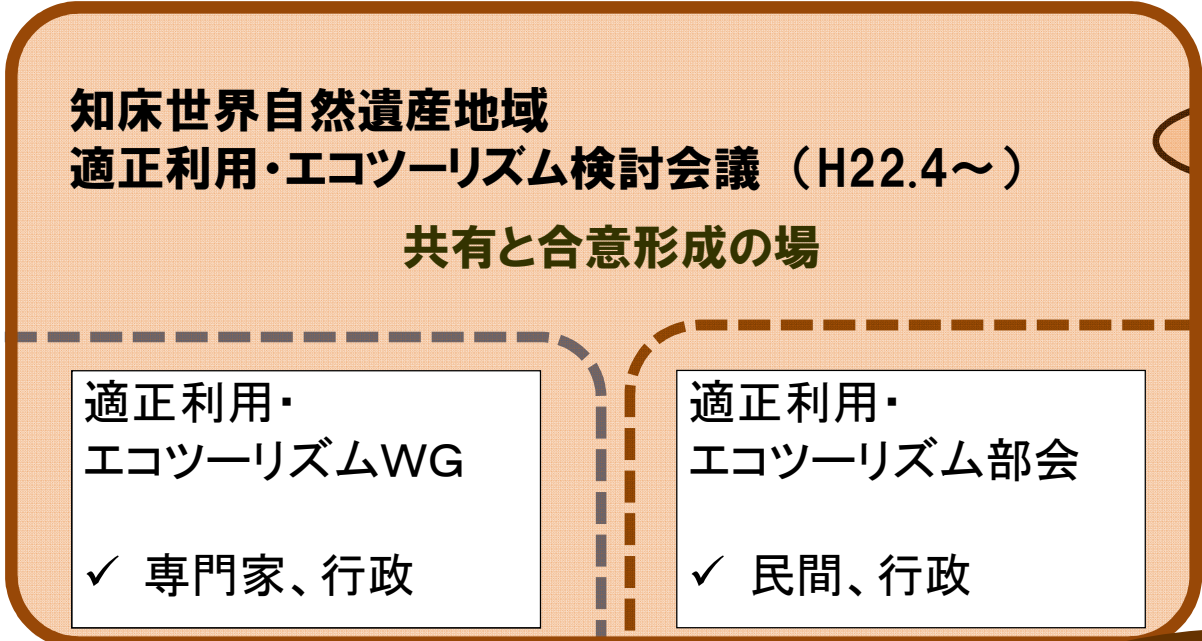 知床世界自然遺産地域
適正利用・エコツーリズム検討会議（H22.4～）
共有と合意形成の場
適正利用・
エコツーリズムWG
✓ 専門家、行政
適正利用・
エコツーリズム部会
✓ 民間、行政